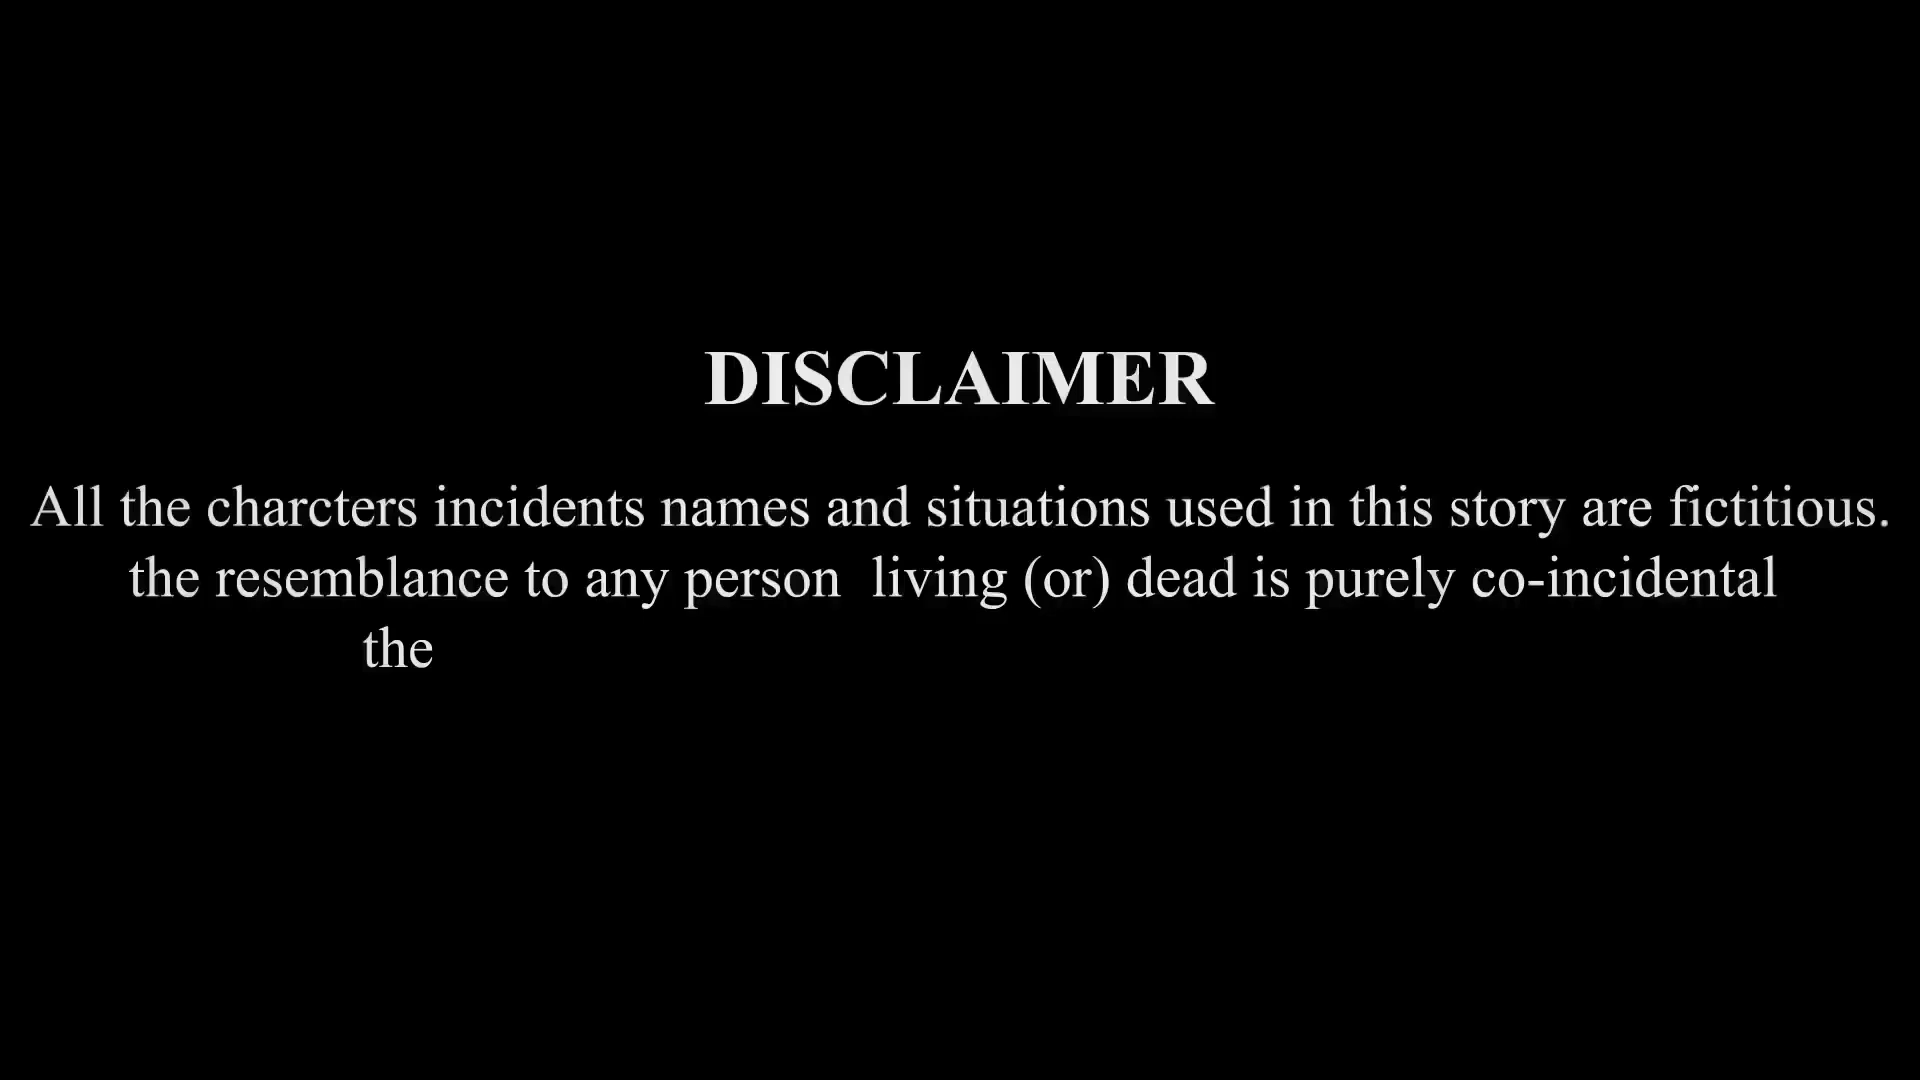 DISCLAIMER
All the charcters incidents names and situations used in this story are fictitious.
the resemblance to any person  living (or) dead is purely co-incidental
the